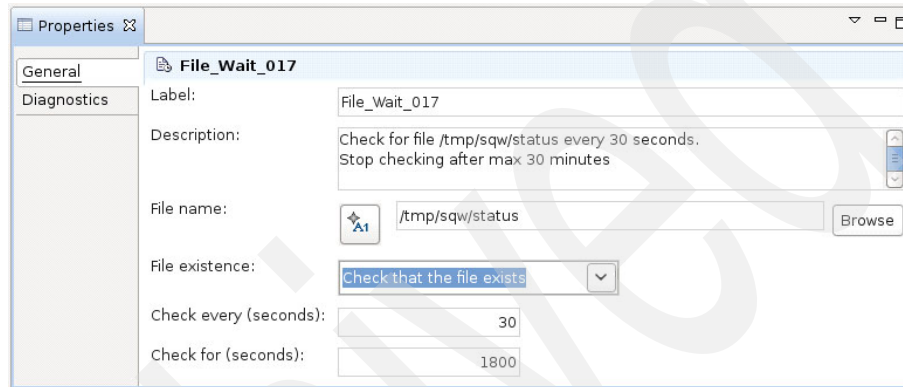 Properties
General
Diagnostics
File_Wait_017
Label:
File_Wait_017
Description:
Check for file /tmp/sqw/status every 30 seconds.
Stop checking after max 30 minutes
File name:
A1
/tmp/sqw/status
Browse
File existence:
Check that the file exists
Check every (seconds):
30
Check for (seconds):
1800